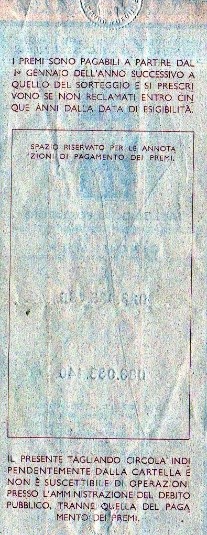 I PREMI SONO PAGABILI A PARTIRE DAL
1º GENNAIO DELL'ANNO SUCCESSIVO A
QUELLO DEL SORTEGGIO E SI PRESCRI
VONO SE NON RECLAMATI ENTRO CIN
QUE ANNI DALLA DATA DI ESIGIBILITÀ.
SPAZIO RISERVATO PER LE ANNOTA
ZIONI DI PAGAMENTO DEI PREMI.
IL PRESENTE TAGLIANDO CIRCOLA INDI
PENDENTEMENTE DALLA CARTELLA E
NON È SUSCETTIBILE DI OPERAZIONI
PRESSO L'AMMINISTRAZIONE DEL DEBITO
PUBBLICO, TRANNE QUELLA DEL PAGA
MENTO DEI PREMI.